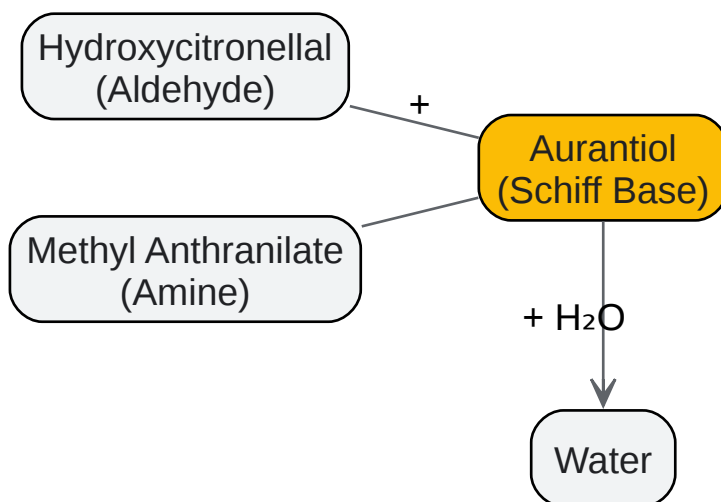 Hydroxycitronellal
(Aldehyde)
+
Aurantiol
(Schiff Base)
Methyl Anthranilate
(Amine)
+ H₂O
Water